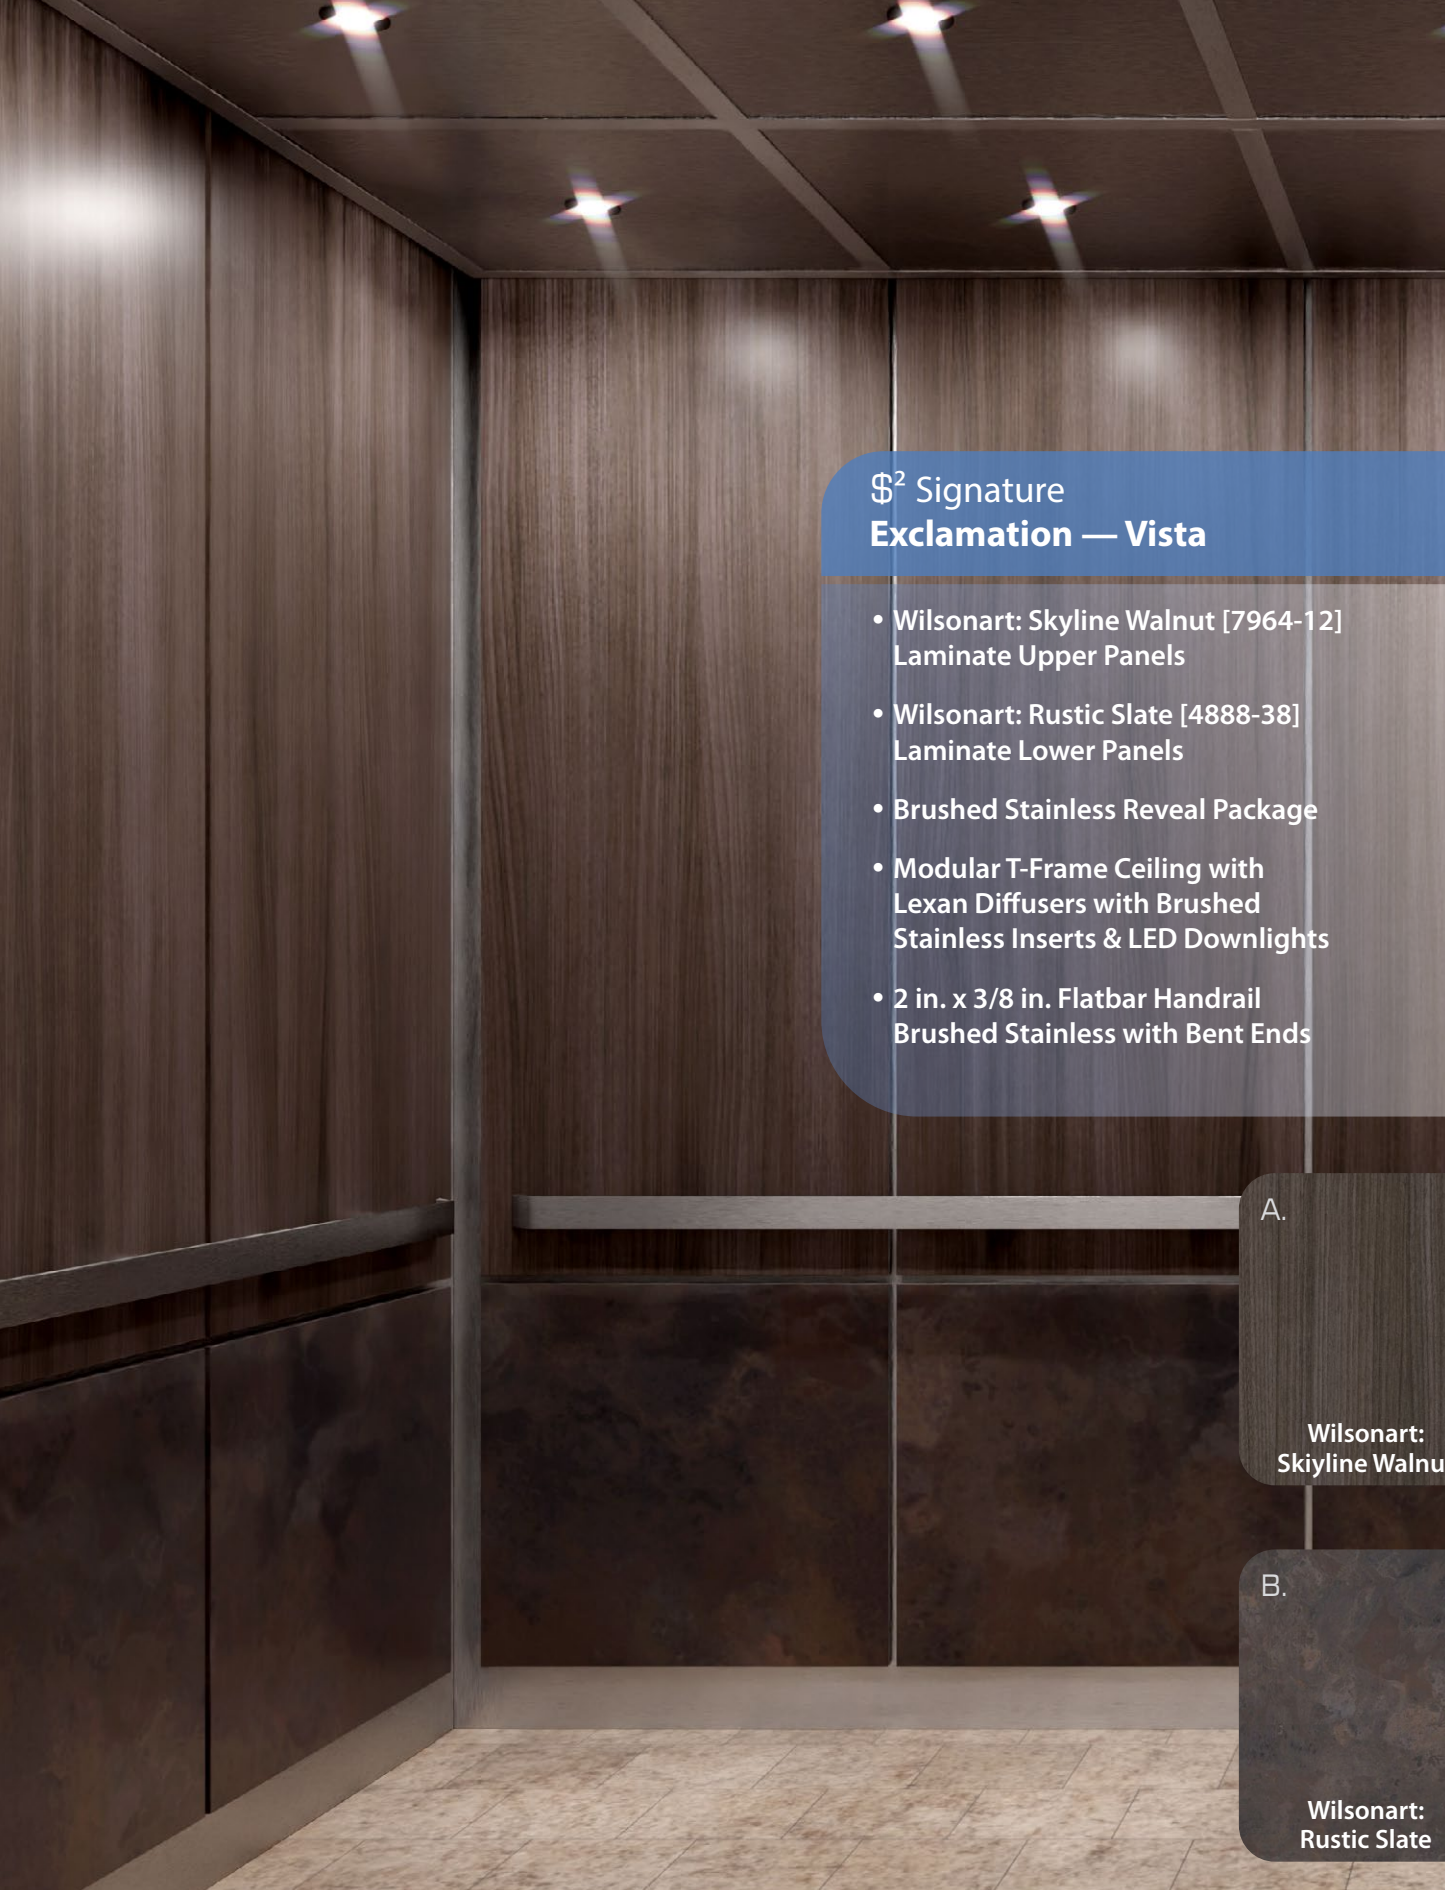 $² Signature
Exclamation — Vista
• Wilsonart: Skyline Walnut [7964-12]
Laminate Upper Panels
• Wilsonart: Rustic Slate [4888-38]
Laminate Lower Panels
• Brushed Stainless Reveal Package
• Modular T-Frame Ceiling with
Lexan Diffusers with Brushed
Stainless Inserts & LED Downlights
• 2 in. x 3/8 in. Flatbar Handrail
Brushed Stainless with Bent Ends
A.
Wilsonart:
Skiyline Walnu
B.
Wilsonart:
Rustic Slate